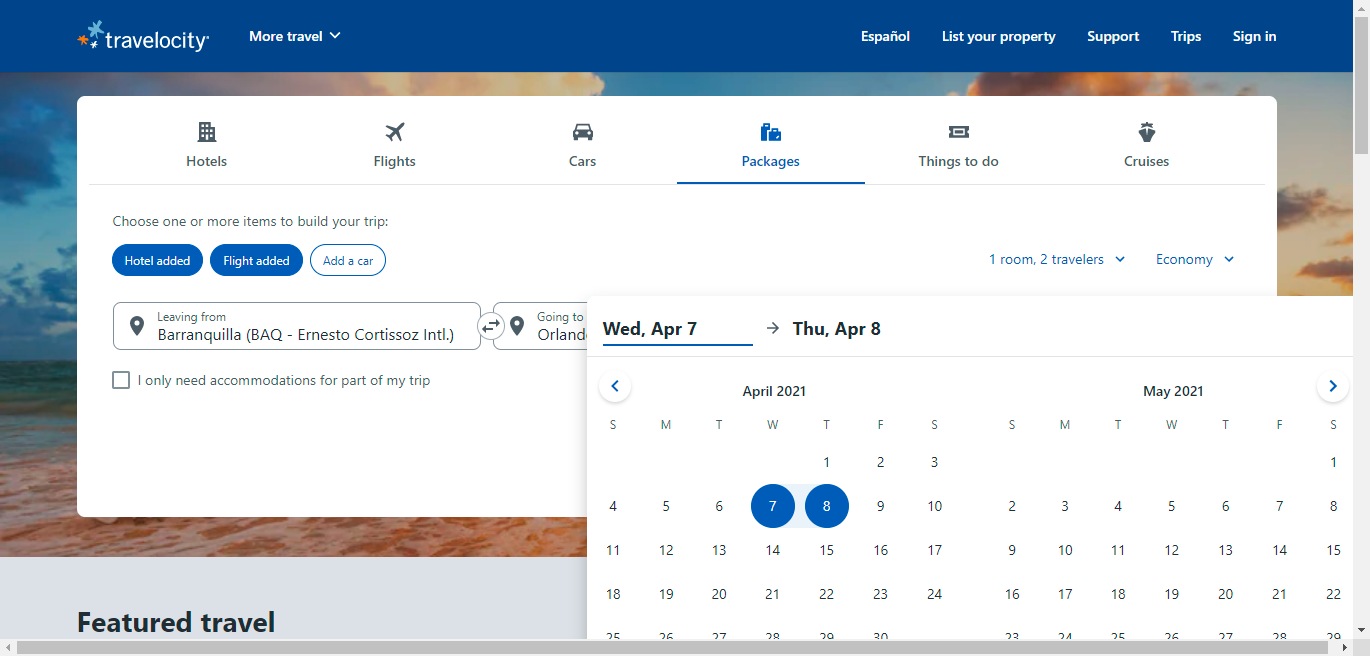 travelocity
More travel
Español
List your property
Support
Trips
Sign in
Hotels
Flights
Cars
Packages
Things to do
Cruises
Choose one or more items to build your trip:
Hotel added
Flight added
Add a car
1 room, 2 travelers
Economy
Leaving from
Barranquilla (BAQ - Ernesto Cortissoz Intl.)
Going to
I only need accommodations for part of my trip
Wed, Apr 7
Thu, Apr 8
April 2021
S M T W T F S
1 2 3
4 5 6 7 8 9 10
11 12 13 14 15 16 17
18 19 20 21 22 23 24
25 26 27 28 29 30
May 2021
S M T W T F S
1
2 3 4 5 6 7 8
9 10 11 12 13 14 15
16 17 18 19 20 21 22
23 24 25 26 27 28 29
Featured travel